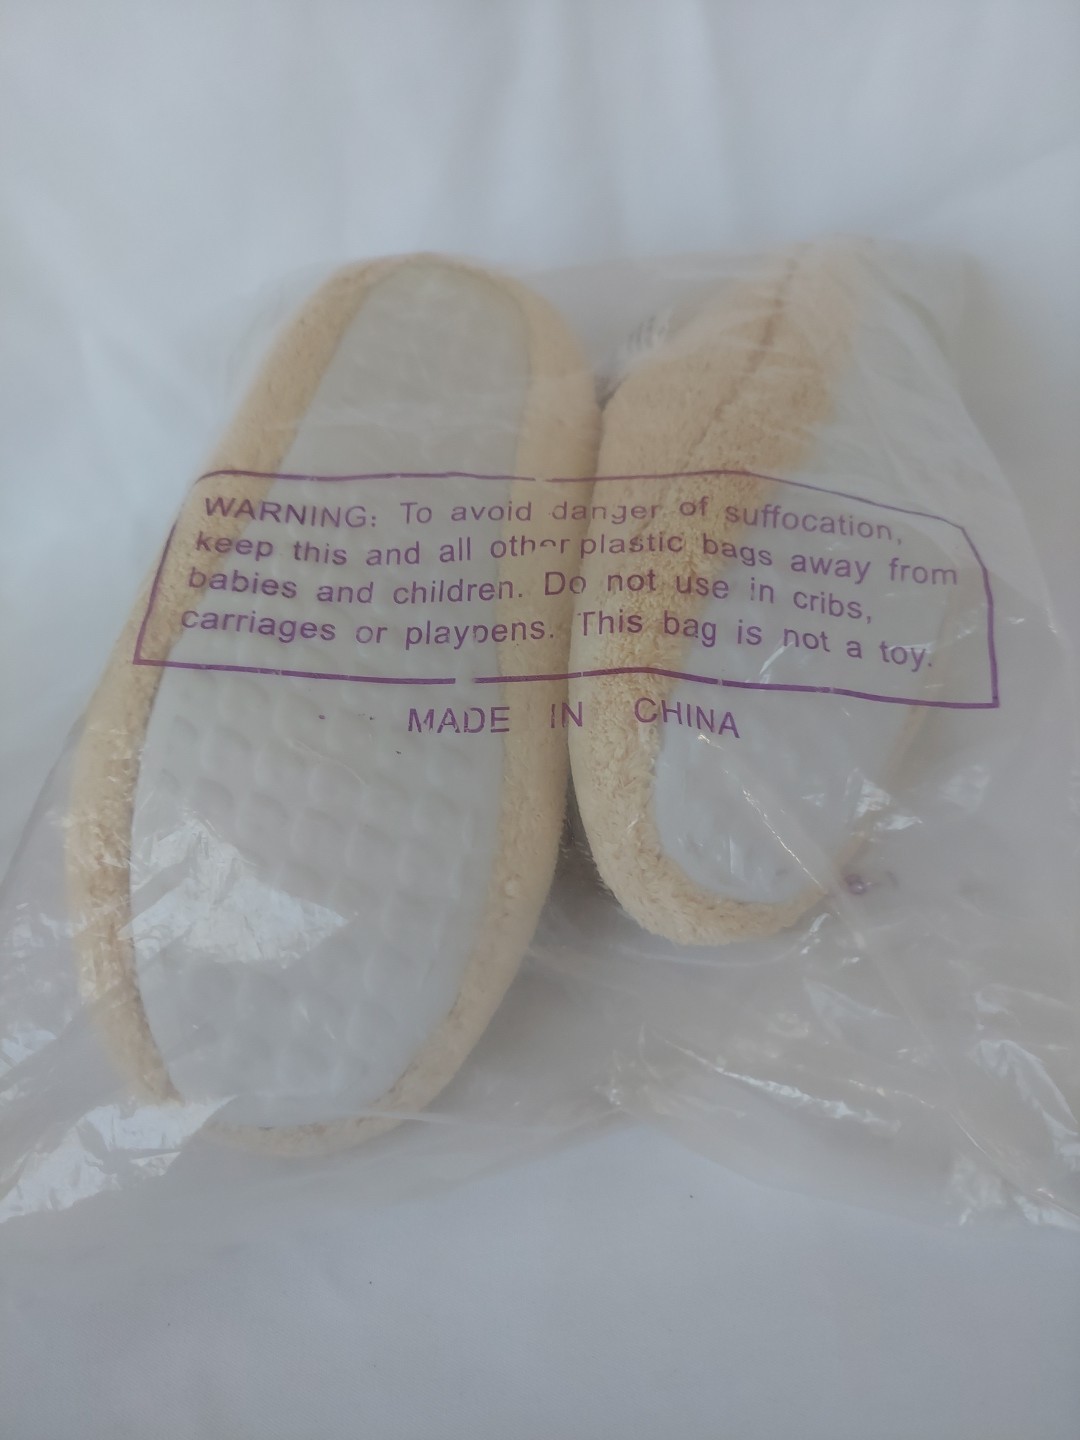 WARNING: To avoid danger of suffocation,
keep this and all other plastic bags away from
babies and children. Do not use in cribs,
carriages or playpens. This bag is not a toy.
MADE IN CHINA